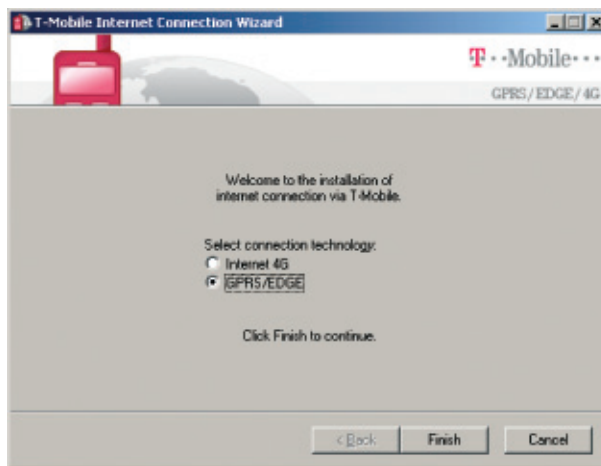 T-Mobile Internet Connection Wizard
T··Mobile···
GPRS/EDGE/4G
Welcome to the installation of
internet connection via T-Mobile.
Select connection technology:
Internet 4G
GPRS/EDGE
Click Finish to continue.
< Back
Finish
Cancel